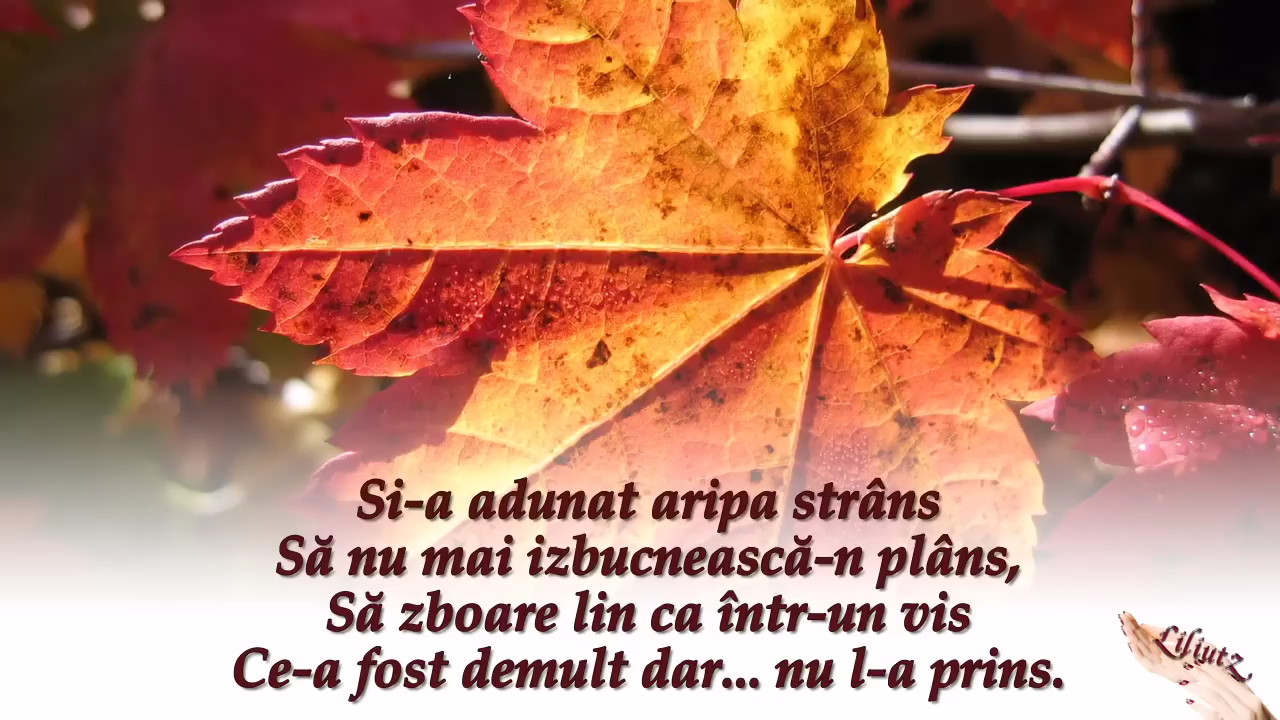 Si-a adunat aripa strâns
Să nu mai izbucnească-n plâns,
Să zboare lin ca într-un vis
Ce-a fost demult dar... nu l-a prins.
Liliutz